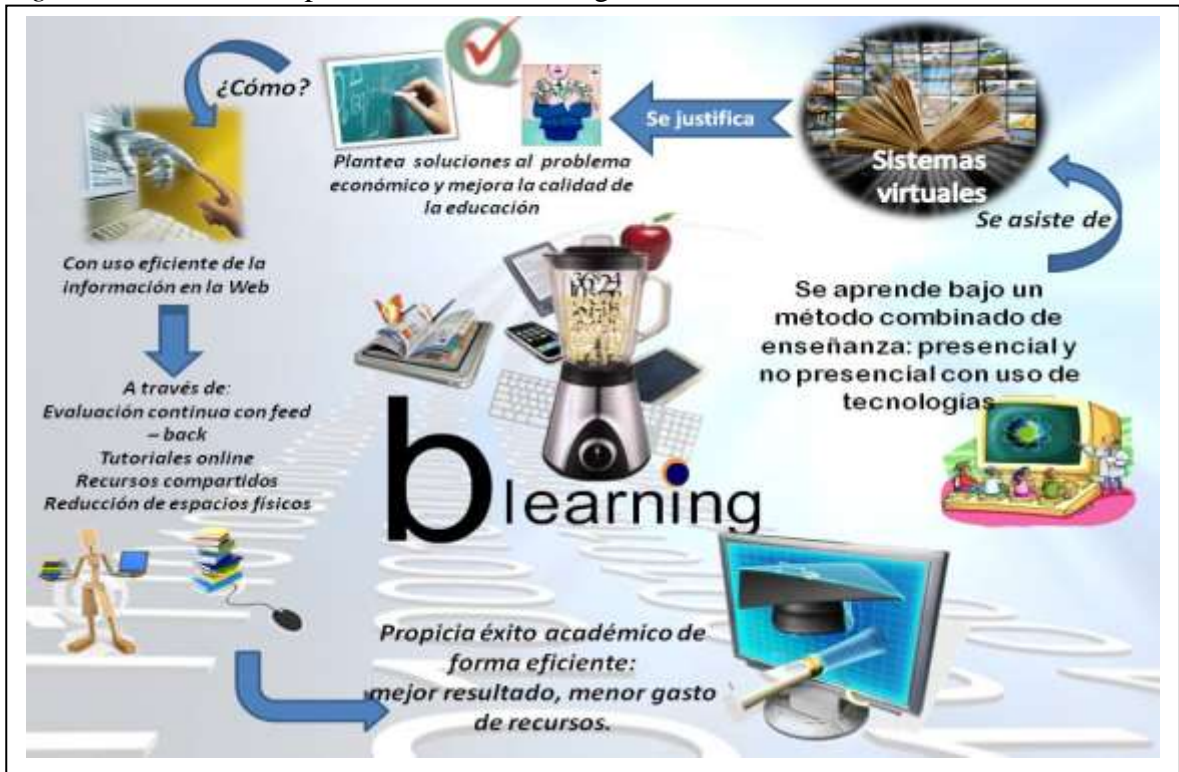 ¿Cómo?
Se justifica
Sistemas
virtuales
Plantea soluciones al problema
económico y mejora la calidad de
la educación
Se asiste de
Con uso eficiente de la
información en la Web
Se aprende bajo un
método combinado de
enseñanza: presencial y
no presencial con uso de
tecnologías
A través de:
Evaluación continua con feed
– back
Tutoriales online
Recursos compartidos
Reducción de espacios físicos
b learning
Propicia éxito académico de
forma eficiente:
mejor resultado, menor gasto
de recursos.